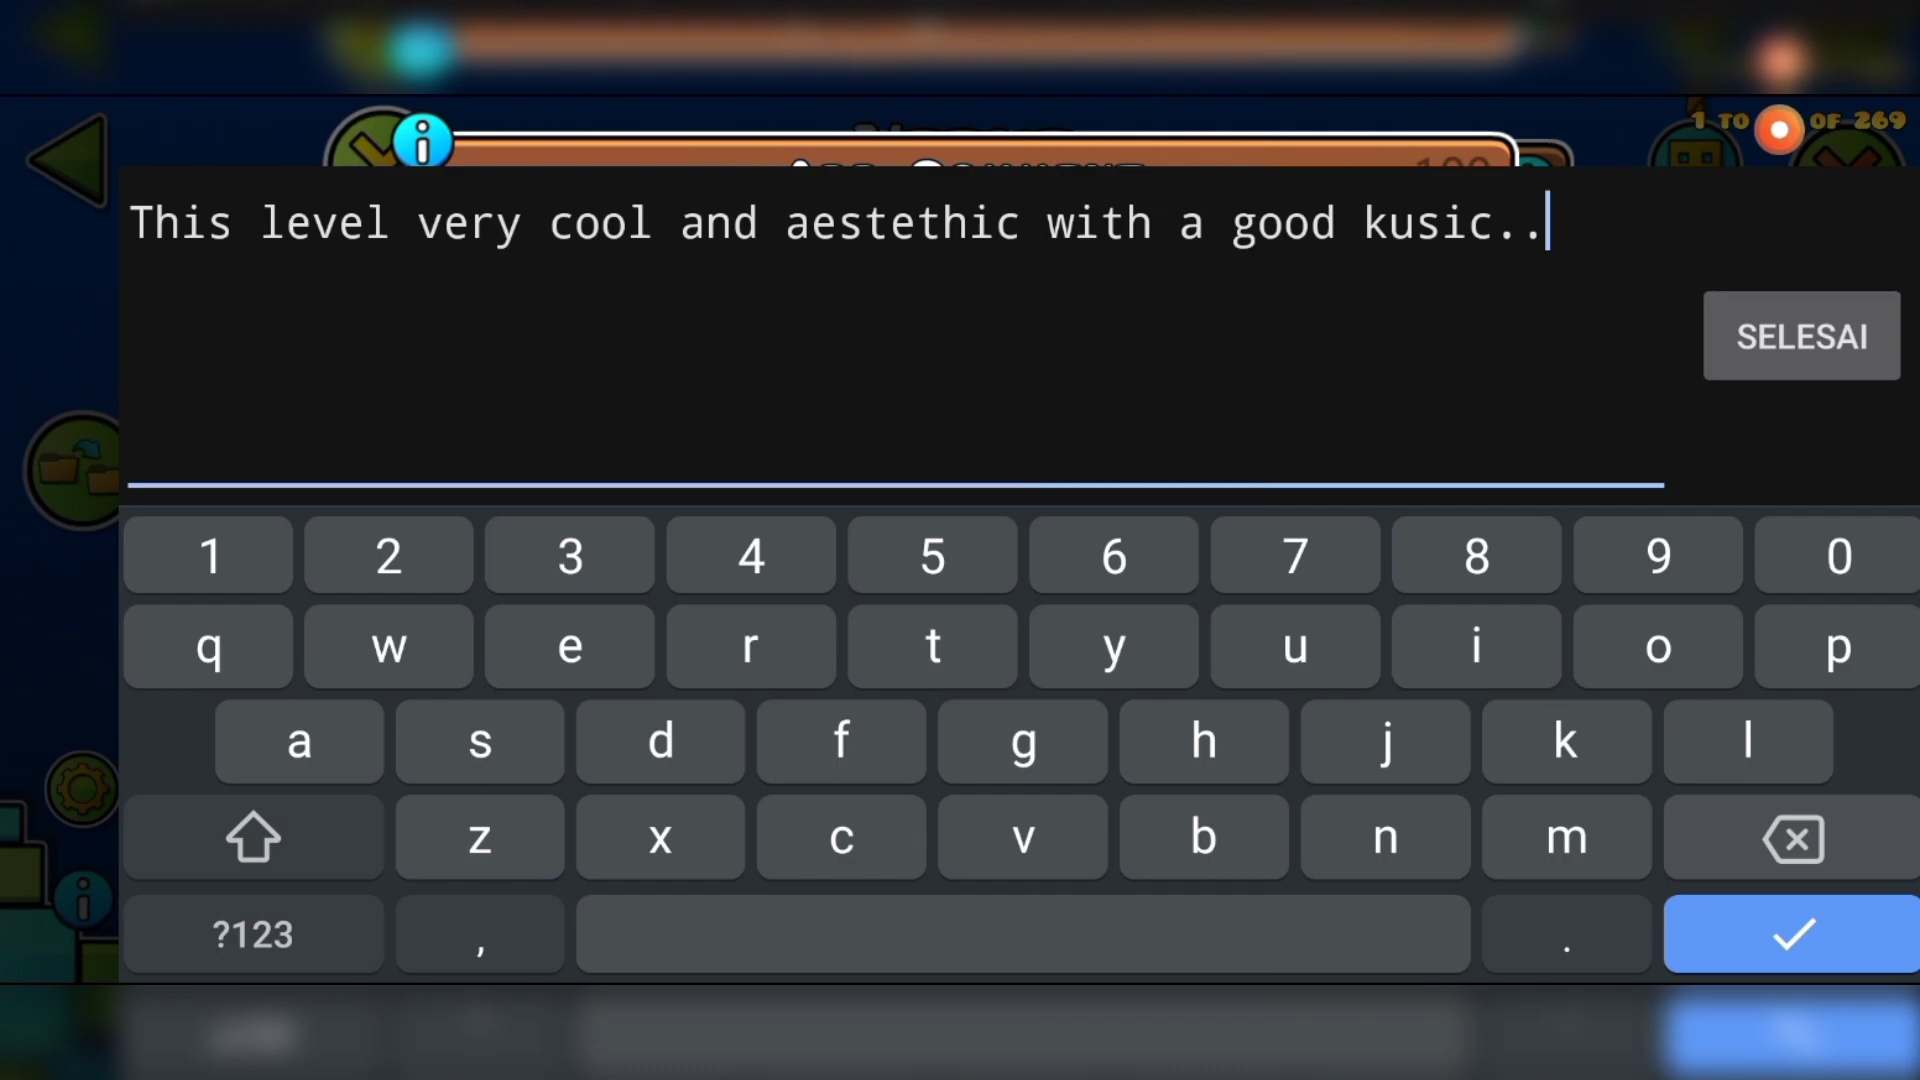 1 TO
OF 269
This level very cool and aestethic with a good kusic..
SELESAI
1 2 3 4 5 6 7 8 9 0
q w e r t y u i o p
a s d f g h j k l
z x c v b n m
?123 , .